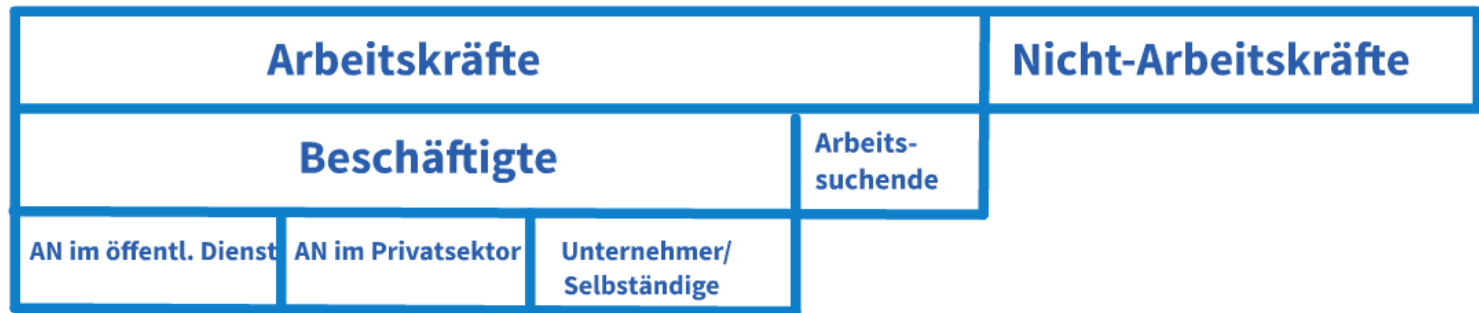 Arbeitskräfte
Nicht-Arbeitskräfte
Beschäftigte
Arbeits-
suchende
AN im öffentl. Dienst
AN im Privatsektor
Unternehmer/
Selbständige